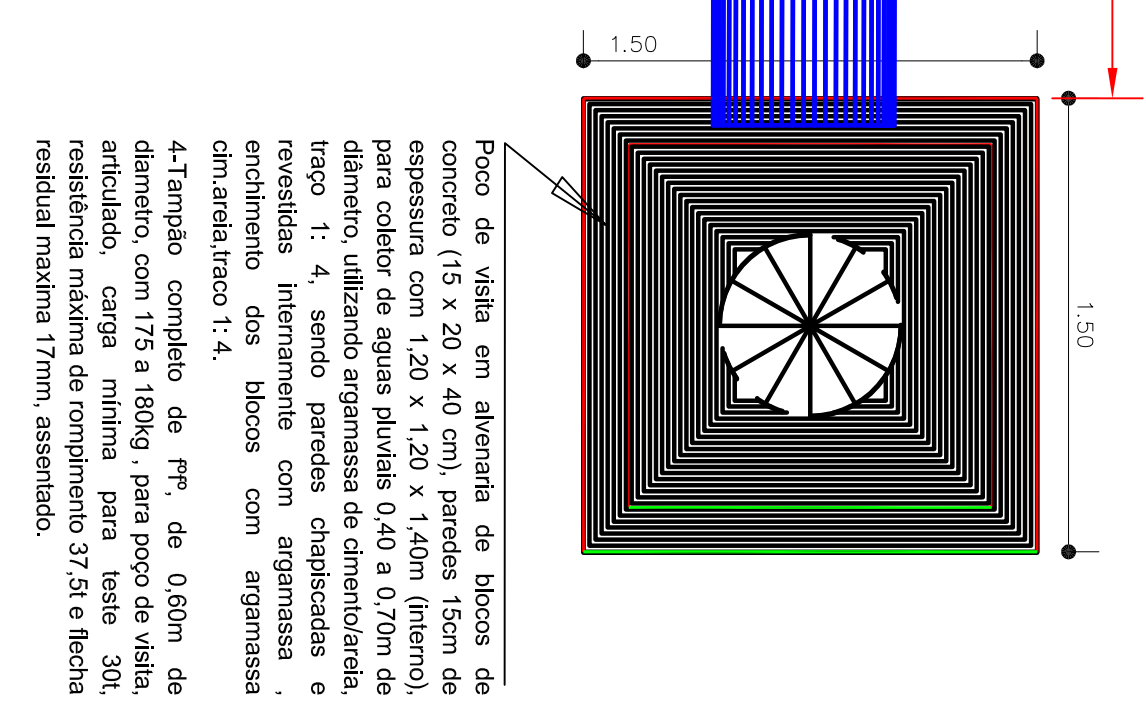 1.50
1.50
Poco de visita em alvenaria de blocos de
concreto (15 x 20 x 40 cm), paredes 15cm de
espessura com 1,20 x 1,20 x 1,40m (interno),
para coletor de aguas pluviais 0,40 a 0,70m de
diâmetro, utilizando argamassa de cimento/areia,
traço 1: 4, sendo paredes chapiscadas e
revestidas internamente com argamassa ,
enchimento dos blocos com argamassa
cim.areia,traco 1: 4.
4-Tampão completo de fºfº, de 0,60m de
diametro, com 175 a 180kg , para poço de visita,
articulado, carga mínima para teste 30t,
resistência máxima de rompimento 37,5t e flecha
residual maxima 17mm, assentado.